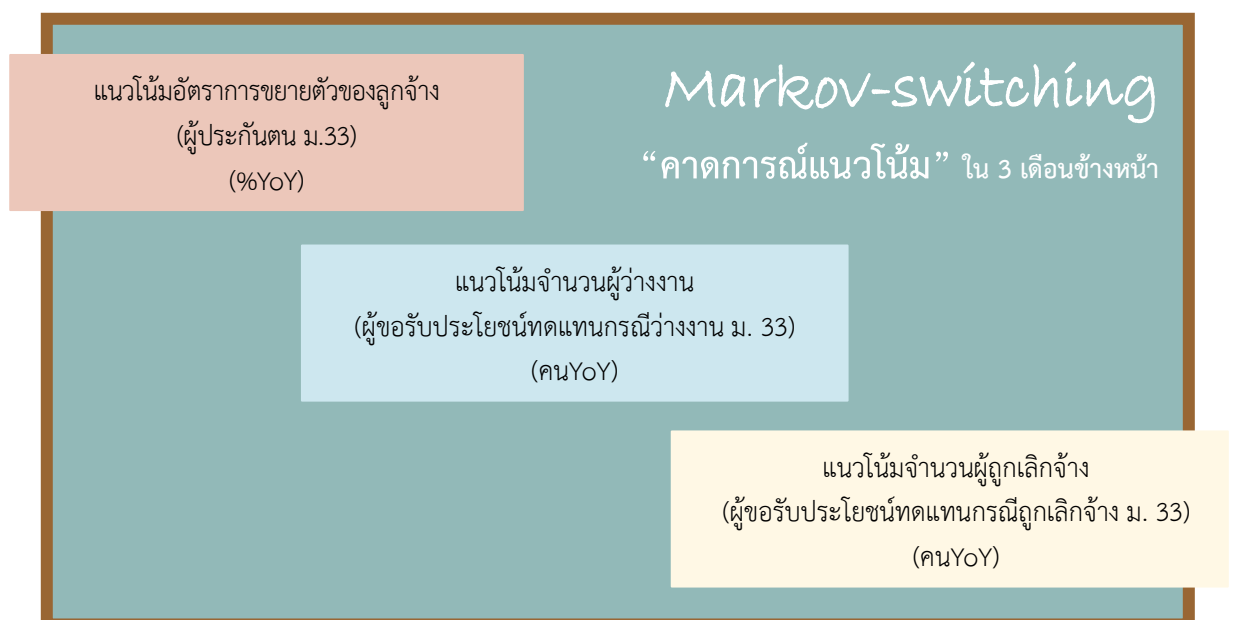 แนวโน้มอัตราการขยายตัวของลูกจ้าง
(ผู้ประกันตน ม.33)
(%YoY)
Markov-switching
“คาดการณ์แนวโน้ม” ใน 3 เดือนข้างหน้า
แนวโน้มจำนวนผู้ว่างงาน
(ผู้ขอรับประโยชน์ทดแทนกรณีว่างงาน ม. 33)
(คนYoY)
แนวโน้มจำนวนผู้ถูกเลิกจ้าง
(ผู้ขอรับประโยชน์ทดแทนกรณีถูกเลิกจ้าง ม. 33)
(คนYoY)